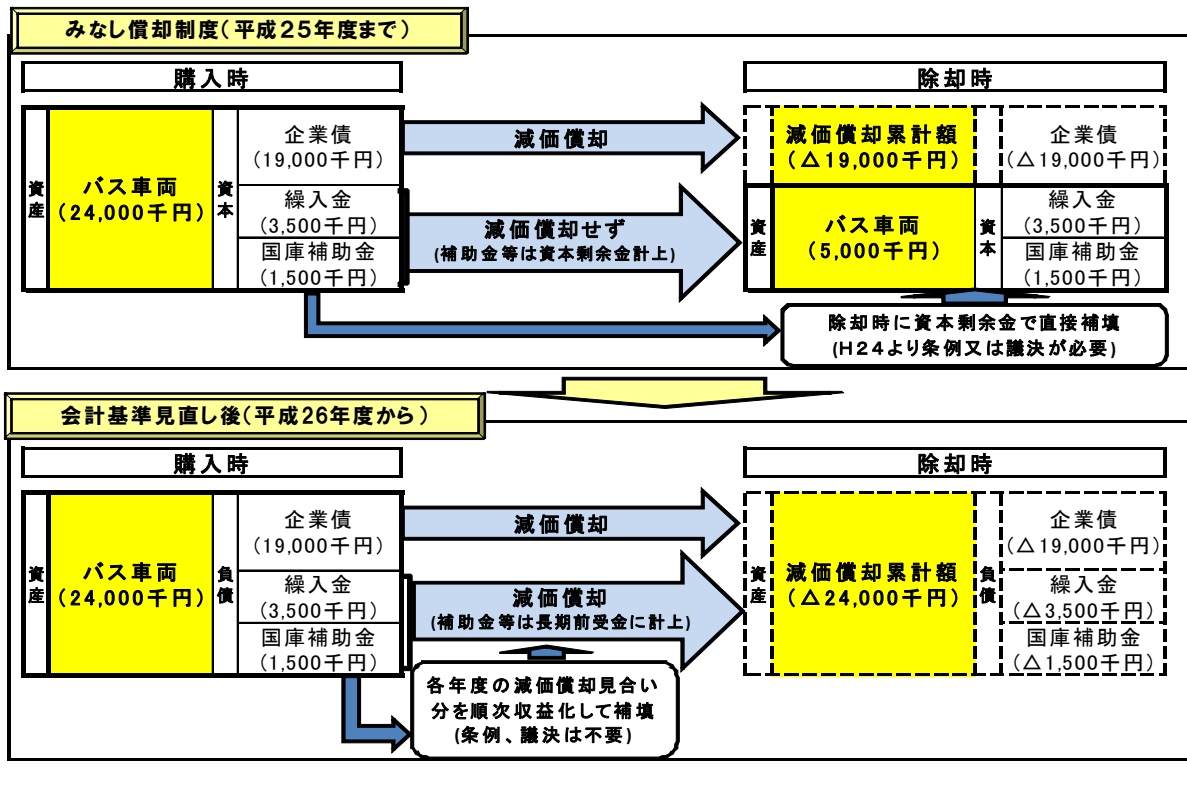 みなし償却制度(平成25年度まで)
購入時
除却時
資産
バス車両
(24,000千円)
資本
企業債
(19,000千円)
繰入金
(3,500千円)
国庫補助金
(1,500千円)
減価償却
減価償却せず
(補助金等は資本剰余金計上)
減価償却累計額
(△19,000千円)
企業債
(△19,000千円)
資産
バス車両
(5,000千円)
資本
繰入金
(3,500千円)
国庫補助金
(1,500千円)
除却時に資本剰余金で直接補填
(H24より条例又は議決が必要)
会計基準見直し後(平成26年度から)
購入時
除却時
資産
バス車両
(24,000千円)
負債
企業債
(19,000千円)
繰入金
(3,500千円)
国庫補助金
(1,500千円)
減価償却
減価償却
(補助金等は長期前受金に計上)
資産
減価償却累計額
(△24,000千円)
負債
企業債
(△19,000千円)
繰入金
(△3,500千円)
国庫補助金
(△1,500千円)
各年度の減価償却見合い
分を順次収益化して補填
(条例、議決は不要)